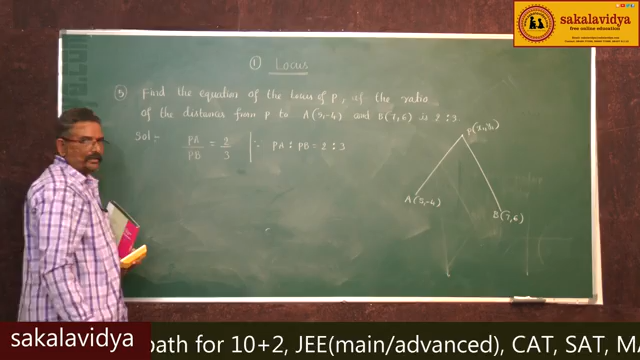 sakalavidya
free online education
① Locus
⑤ Find the equation of the locus of P, if the ratio
of the distances from P to A(5,-4) and B(7,6) is 2:3.
Sol:-
PA/PB = 2/3 ∵ PA : PB = 2 : 3
P(x1,y1)
A(5,-4)
B(7,6)
sakalavidya path for 10+2, JEE(main/advanced), CAT, SAT, MA